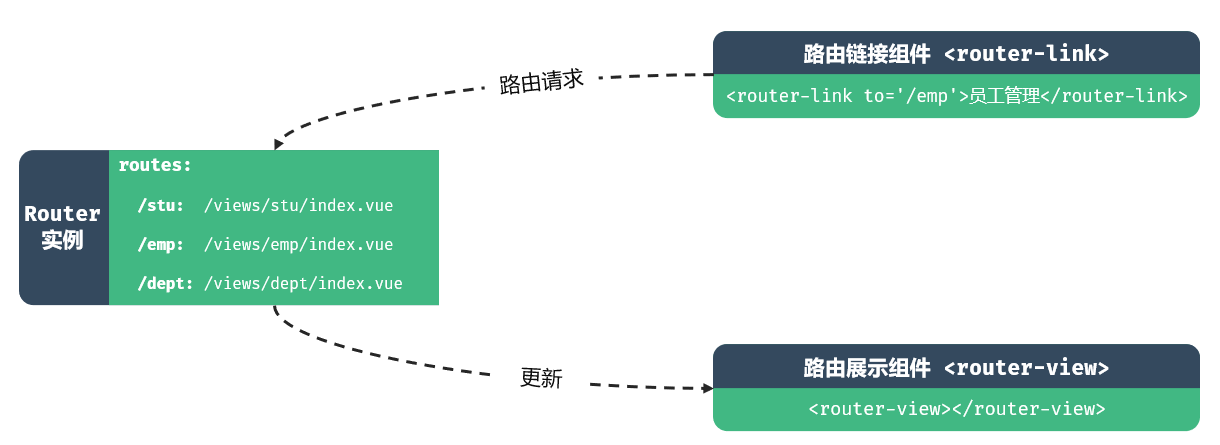 路由链接组件 <router-link>
<router-link to='/emp'>员工管理</router-link>
路由请求
Router
实例
routes:
/stu: /views/stu/index.vue
/emp: /views/emp/index.vue
/dept: /views/dept/index.vue
更新
路由展示组件 <router-view>
<router-view></router-view>